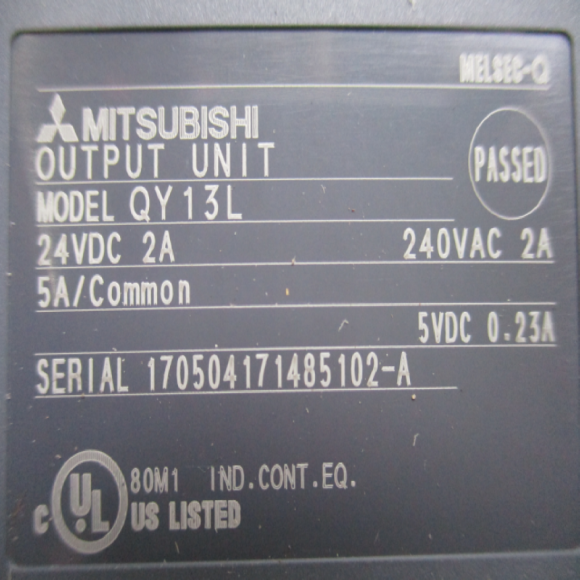 MELSEC-Q
MITSUBISHI
OUTPUT UNIT
PASSED
MODEL QY13L
24VDC 2A 240VAC 2A
5A/Common
5VDC 0.23A
SERIAL 170504171485102-A
80M1 IND.CONT.EQ.
C UL US LISTED